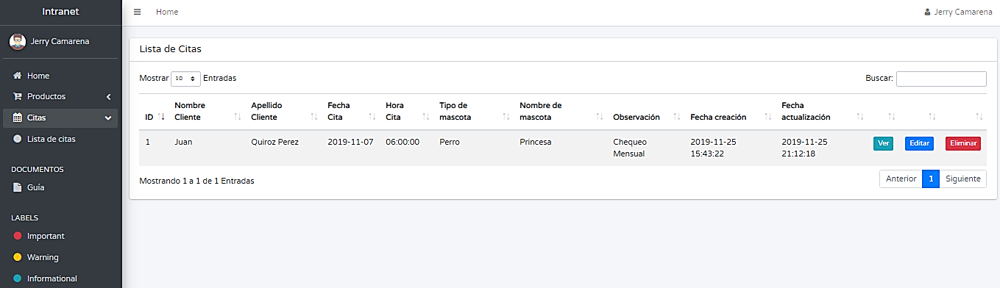 Intranet
Home
Jerry Camarena
Jerry Camarena
Home
Productos
Citas
Lista de citas
DOCUMENTOS
Guía
LABELS
Important
Warning
Informational
Lista de Citas
Mostrar 10 Entradas
Buscar:
ID Nombre Cliente Apellido Cliente Fecha Cita Hora Cita Tipo de mascota Nombre de mascota Observación Fecha creación Fecha actualización
1 Juan Quiroz Perez 2019-11-07 06:00:00 Perro Princesa Chequeo Mensual 2019-11-25 15:43:22 2019-11-25 21:12:18 Ver Editar Eliminar
Mostrando 1 a 1 de 1 Entradas
Anterior 1 Siguiente